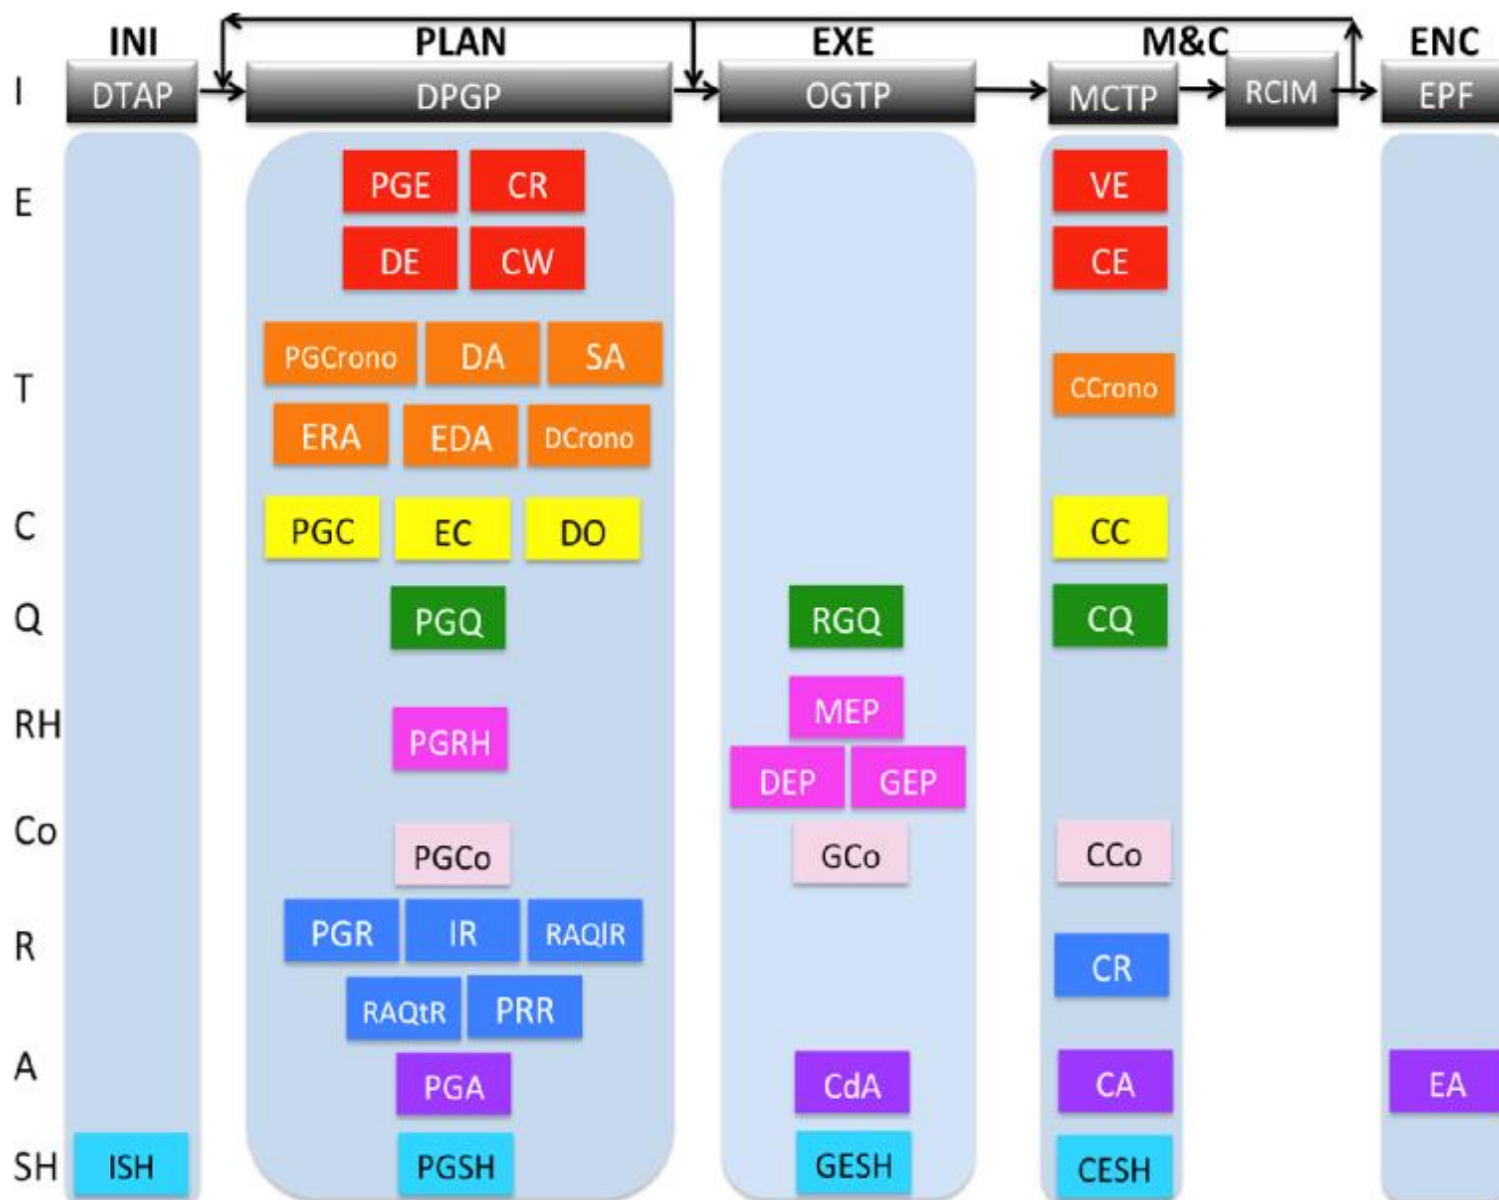 INI PLAN EXE M&C ENC
I DTAP DPGP OGTP MCTP RCIM EPF
E PGE CR VE
DE CW CE
PGCrono DA SA
T CCrono
ERA EDA DCrono
C PGC EC DO CC
Q PGQ RGQ CQ
MEP
RH PGRH
DEP GEP
Co PGCo GCo CCo
PGR IR RAQlR
R CR
RAQtR PRR
A PGA CdA CA EA
SH ISH PGSH GESH CESH